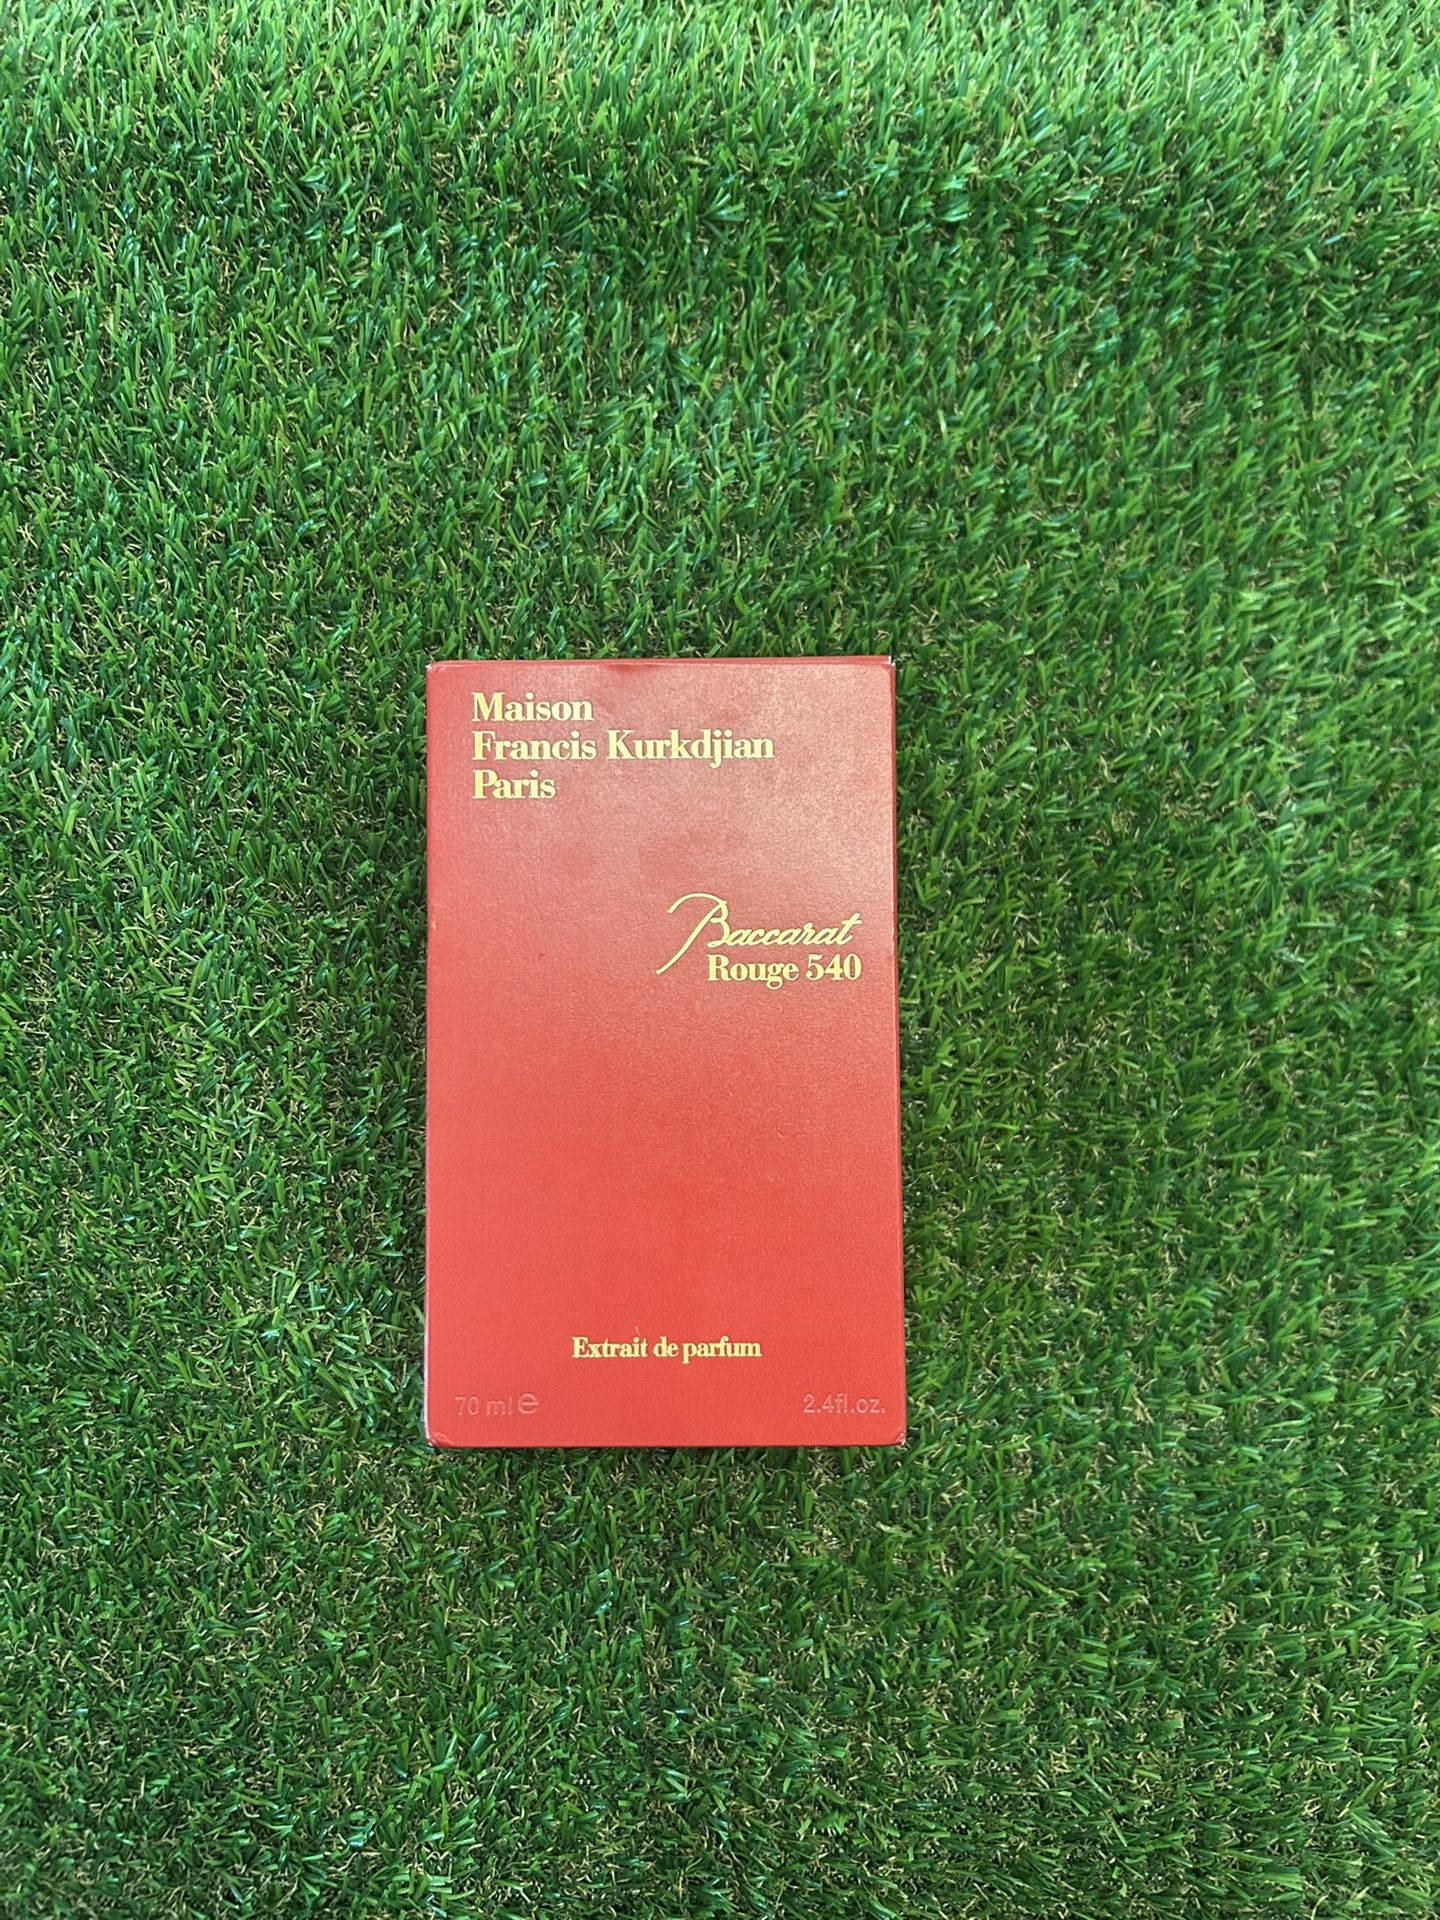 Maison
Francis Kurkdjian
Paris
Baccarat
Rouge 540
Extrait de parfum
70 ml ℮ 2.4fl.oz.